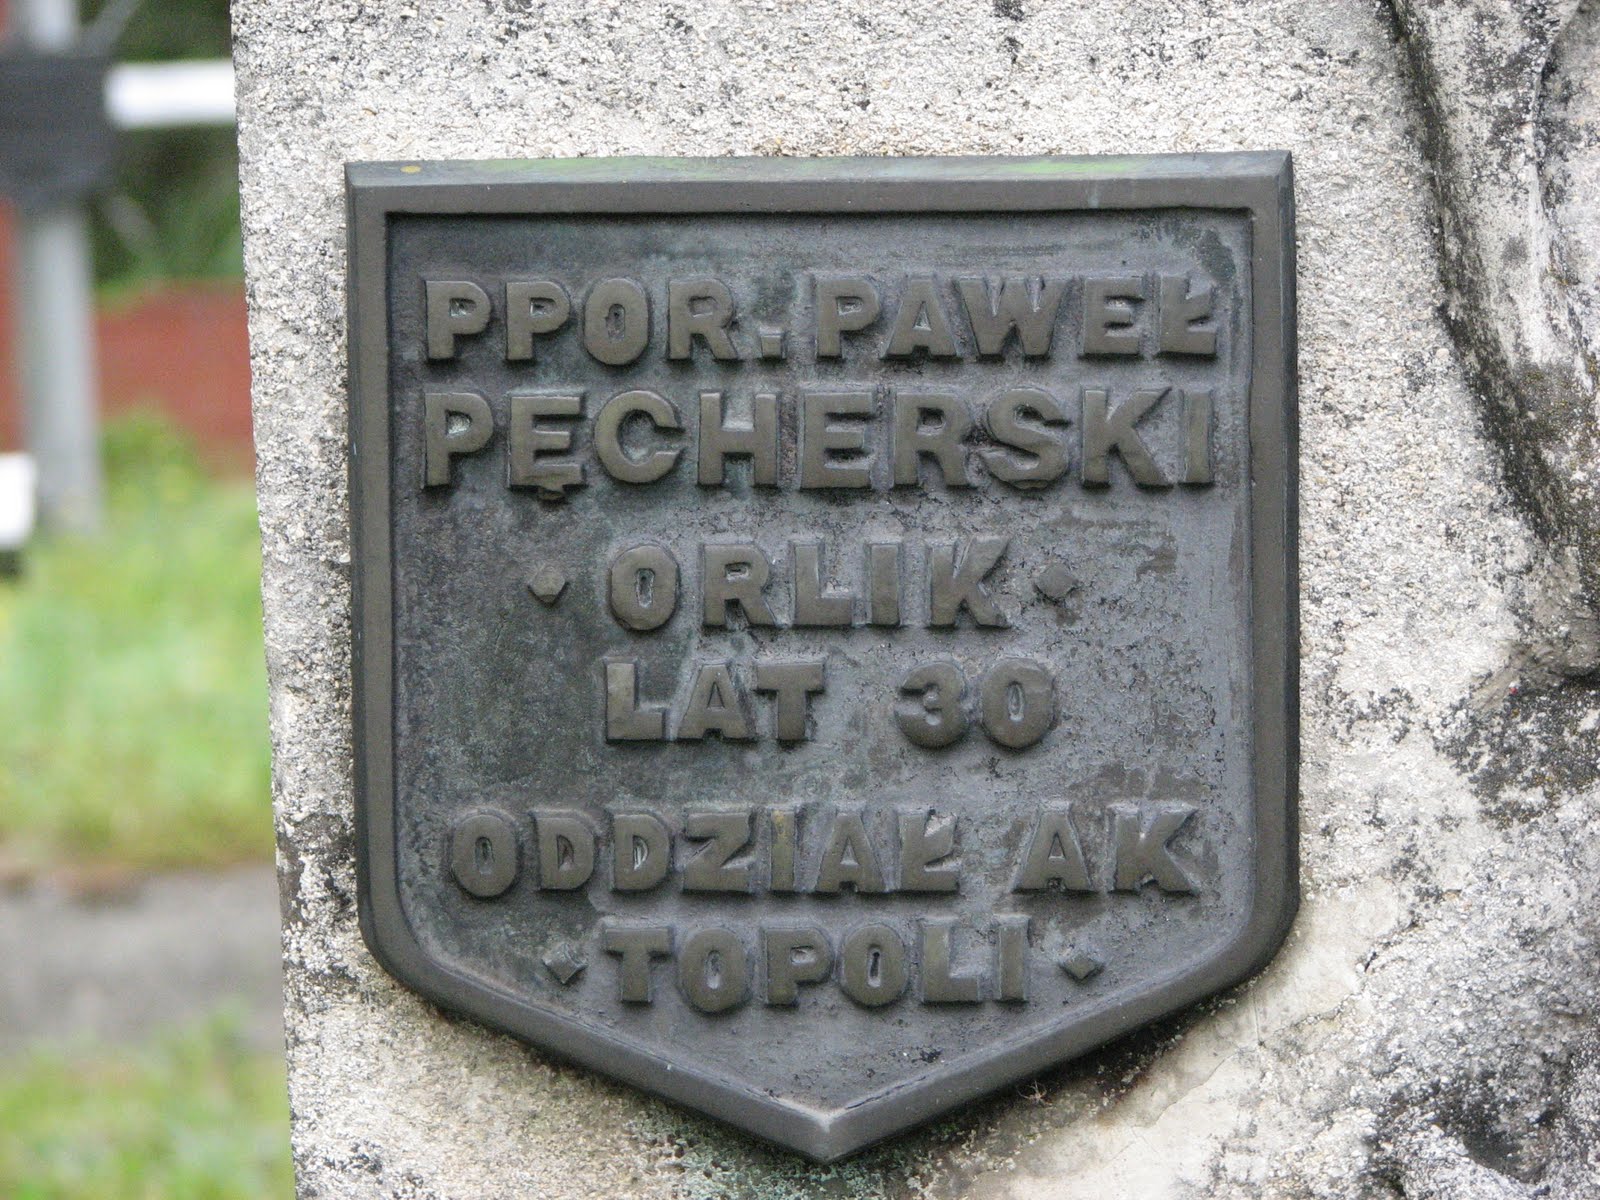 PPOR. PAWEŁ
PĘCHERSKI
ORLIK
LAT 30
ODDZIAŁ AK
TOPOLI